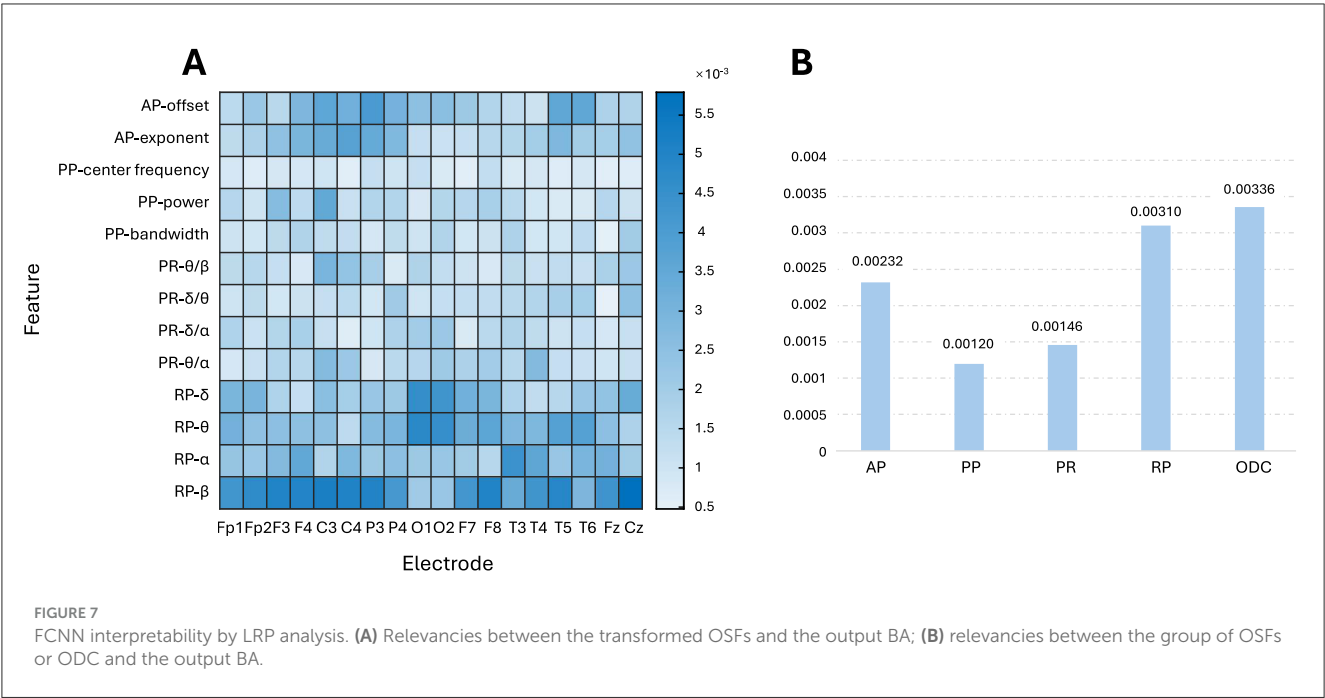 A
B
×10⁻³
AP-offset
AP-exponent
PP-center frequency
PP-power
PP-bandwidth
PR-θ/β
PR-δ/θ
PR-δ/α
PR-θ/α
RP-δ
RP-θ
RP-α
RP-β
Feature
Fp1 Fp2 F3 F4 C3 C4 P3 P4 O1 O2 F7 F8 T3 T4 T5 T6 Fz Cz
Electrode
5.5
5
4.5
4
3.5
3
2.5
2
1.5
1
0.5
0.004
0.0035
0.003
0.0025
0.002
0.0015
0.001
0.0005
0
0.00232
0.00120
0.00146
0.00310
0.00336
AP PP PR RP ODC
FIGURE 7
FCNN interpretability by LRP analysis. (A) Relevancies between the transformed OSFs and the output BA; (B) relevancies between the group of OSFs
or ODC and the output BA.